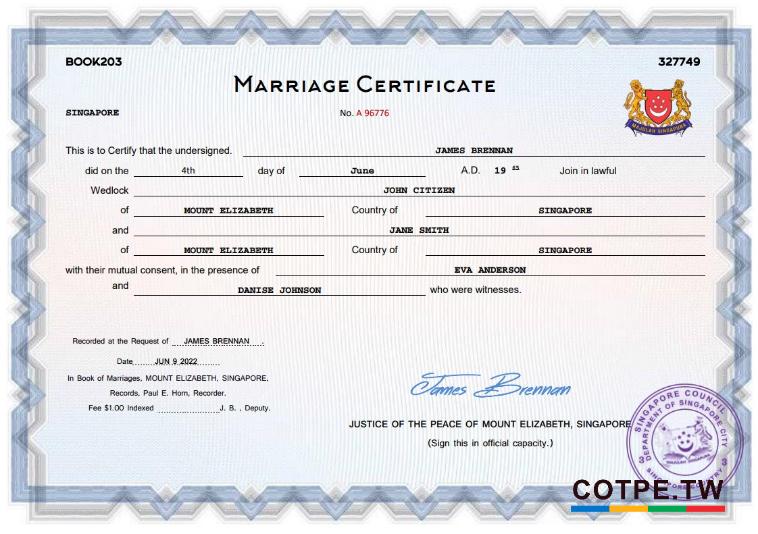 BOOK203 327749
MARRIAGE CERTIFICATE
SINGAPORE No. A 96776
MAJULAH SINGAPURA
This is to Certify that the undersigned. JAMES BRENNAN
did on the 4th day of June A.D. 19 Join in lawful
Wedlock JOHN CITIZEN
of MOUNT ELIZABETH Country of SINGAPORE
and JANE SMITH
of MOUNT ELIZABETH Country of SINGAPORE
with their mutual consent, in the presence of EVA ANDERSON
and DANISE JOHNSON who were witnesses.
Recorded at the Request of JAMES BRENNAN .
Date JUN 9 2022
In Book of Marriages, MOUNT ELIZABETH, SINGAPORE.
Records, Paul E. Horn, Recorder.
Fee $1.00 Indexed J. B. , Deputy.
James Brennan
JUSTICE OF THE PEACE OF MOUNT ELIZABETH, SINGAPORE
(Sign this in official capacity.)
SINGAPORE COUNCIL
DEPARTMENT OF SINGAPORE CITY
COTPE.TW